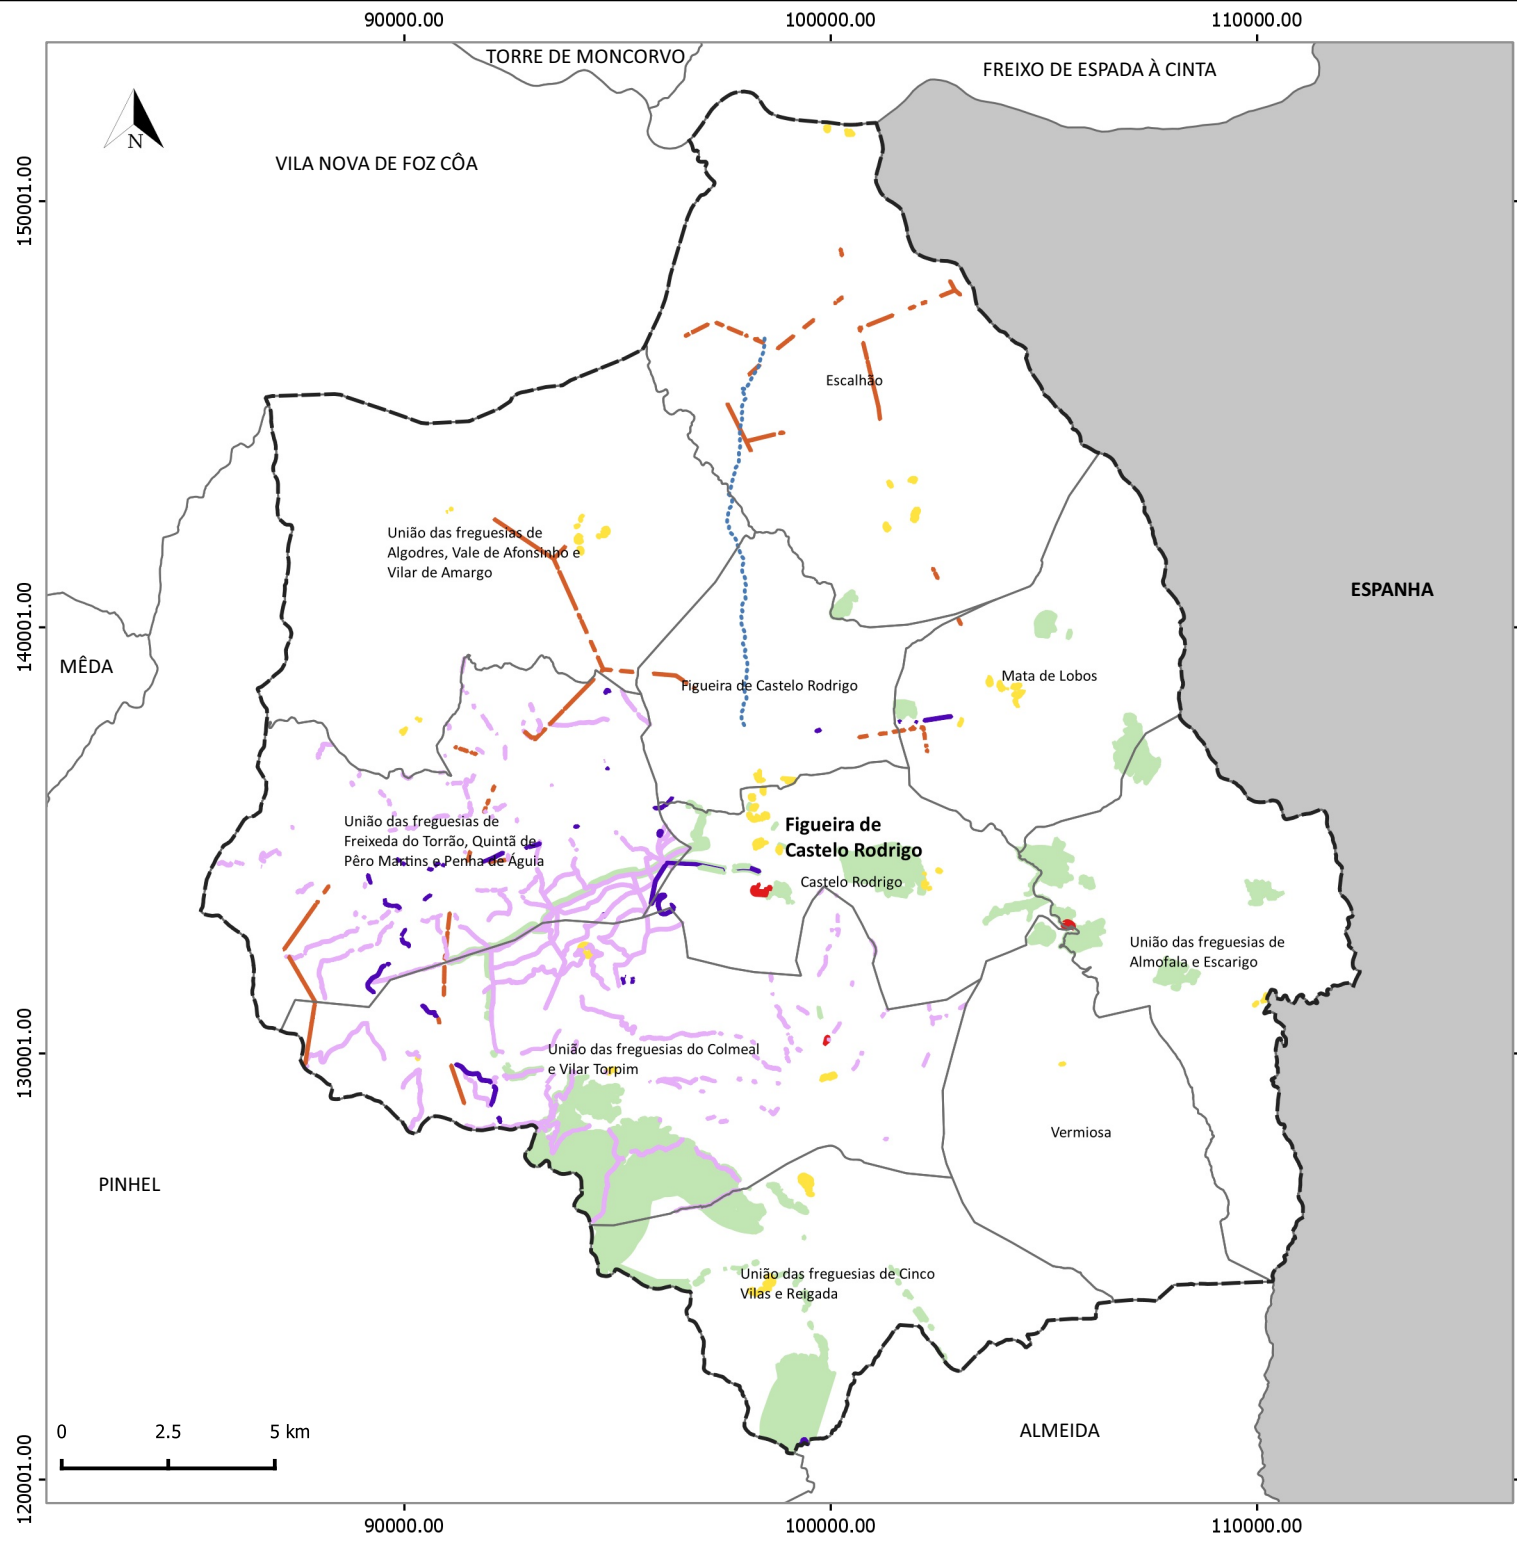 90000.00
100000.00
110000.00
TORRE DE MONCORVO
FREIXO DE ESPADA À CINTA
N
VILA NOVA DE FOZ CÔA
150001.00
Escalhão
União das freguesias de
Algodres, Vale de Afonsinho e
Vilar de Amargo
ESPANHA
140001.00
MÊDA
Mata de Lobos
Figueira de Castelo Rodrigo
União das freguesias de
Freixeda do Torrão, Quintã de
Pêro Martins e Penha de Águia
Figueira de
Castelo Rodrigo
Castelo Rodrigo
União das freguesias de
Almofala e Escarigo
130001.00
União das freguesias do Colmeal
e Vilar Torpim
Vermiosa
PINHEL
União das freguesias de Cinco
Vilas e Reigada
ALMEIDA
0
2.5
5 km
120001.00
90000.00
100000.00
110000.00